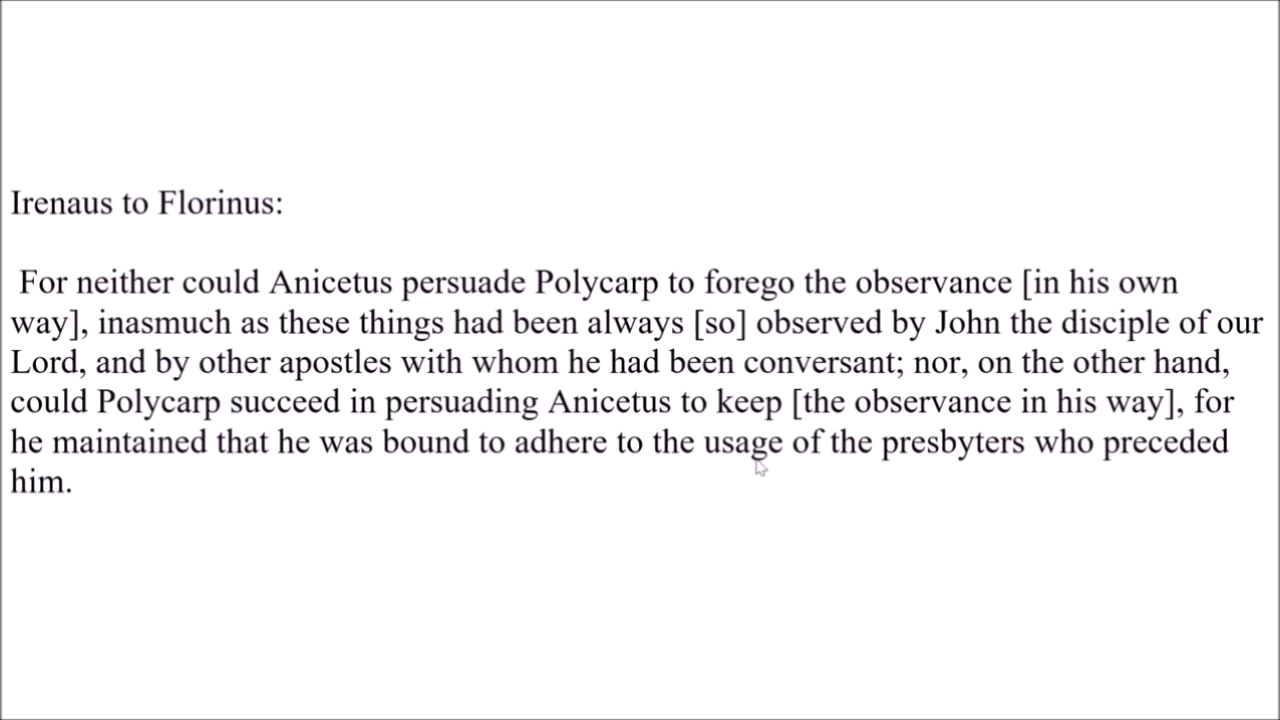 Irenaus to Florinus:
For neither could Anicetus persuade Polycarp to forego the observance [in his own
way], inasmuch as these things had been always [so] observed by John the disciple of our
Lord, and by other apostles with whom he had been conversant; nor, on the other hand,
could Polycarp succeed in persuading Anicetus to keep [the observance in his way], for
he maintained that he was bound to adhere to the usage of the presbyters who preceded
him.